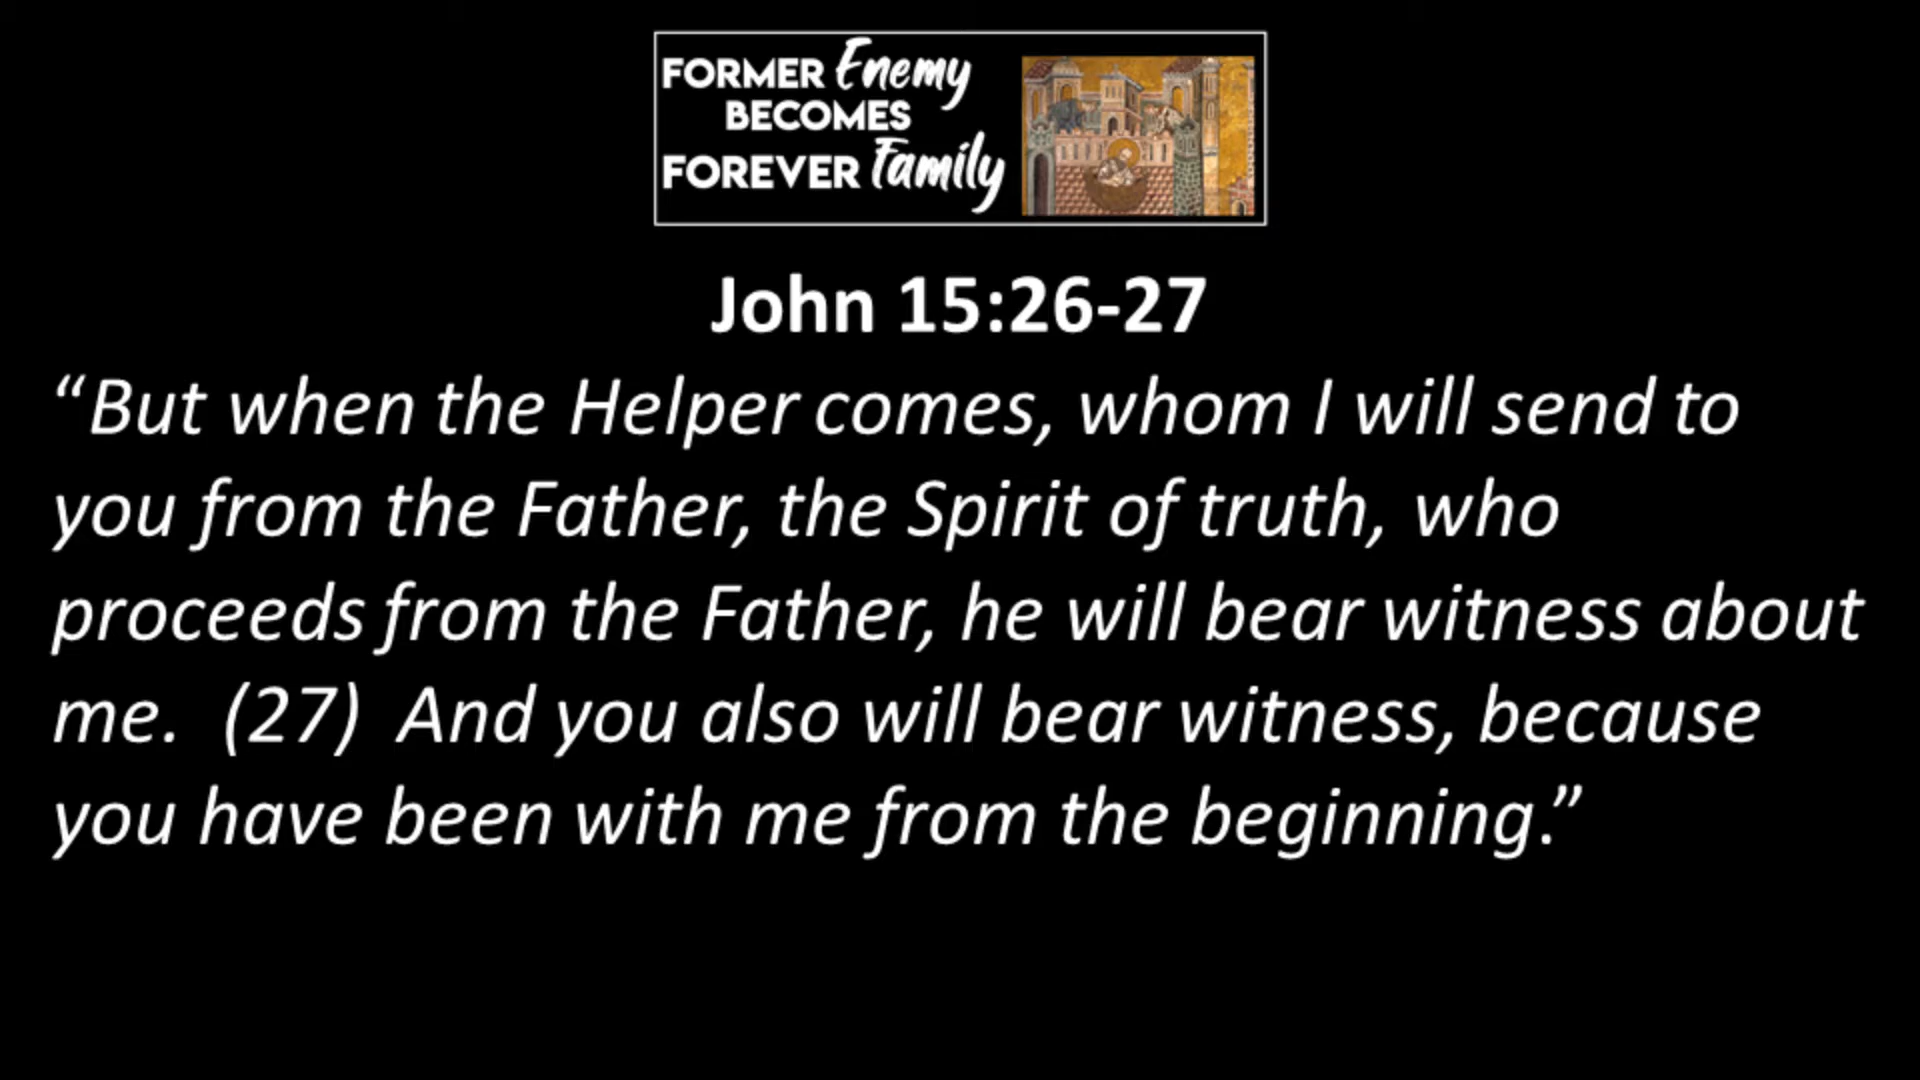 FORMER Enemy
BECOMES
FOREVER Family
John 15:26-27
“But when the Helper comes, whom I will send to
you from the Father, the Spirit of truth, who
proceeds from the Father, he will bear witness about
me.  (27)  And you also will bear witness, because
you have been with me from the beginning.”